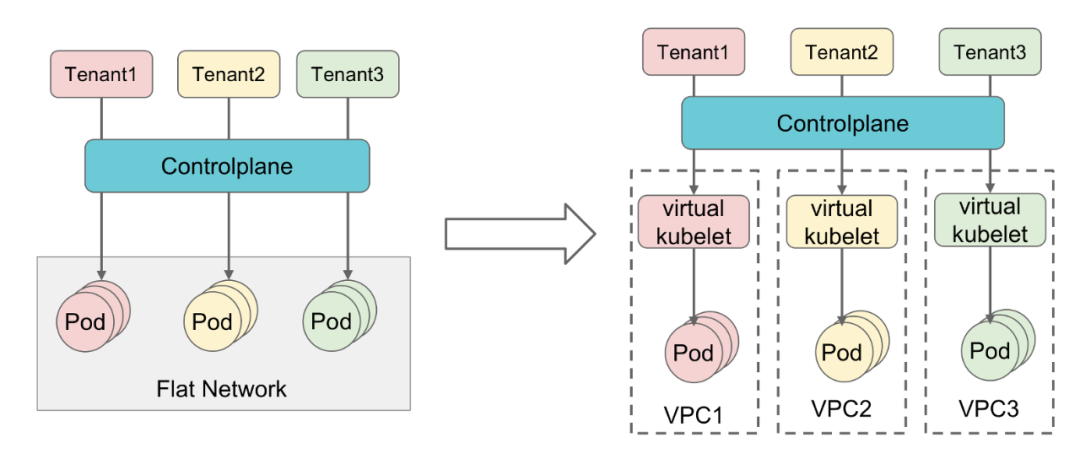 Tenant1 Tenant2 Tenant3
Controlplane
Pod Pod Pod
Flat Network
Tenant1 Tenant2 Tenant3
Controlplane
virtual virtual virtual
kubelet kubelet kubelet
Pod Pod Pod
VPC1 VPC2 VPC3